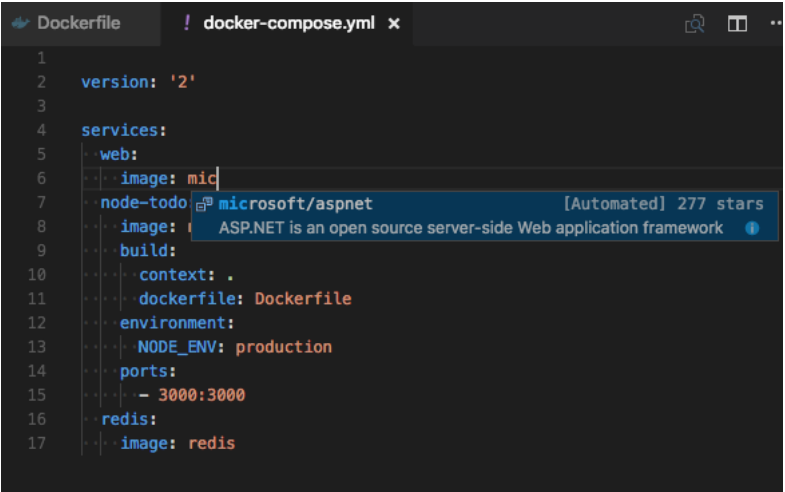 Dockerfile
! docker-compose.yml ×
1
2 version: '2'
3
4 services:
5 web:
6 image: mic
7 node-todo:
microsoft/aspnet [Automated] 277 stars
8 image:
ASP.NET is an open source server-side Web application framework
9 build:
10 context: .
11 dockerfile: Dockerfile
12 environment:
13 NODE_ENV: production
14 ports:
15 - 3000:3000
16 redis:
17 image: redis